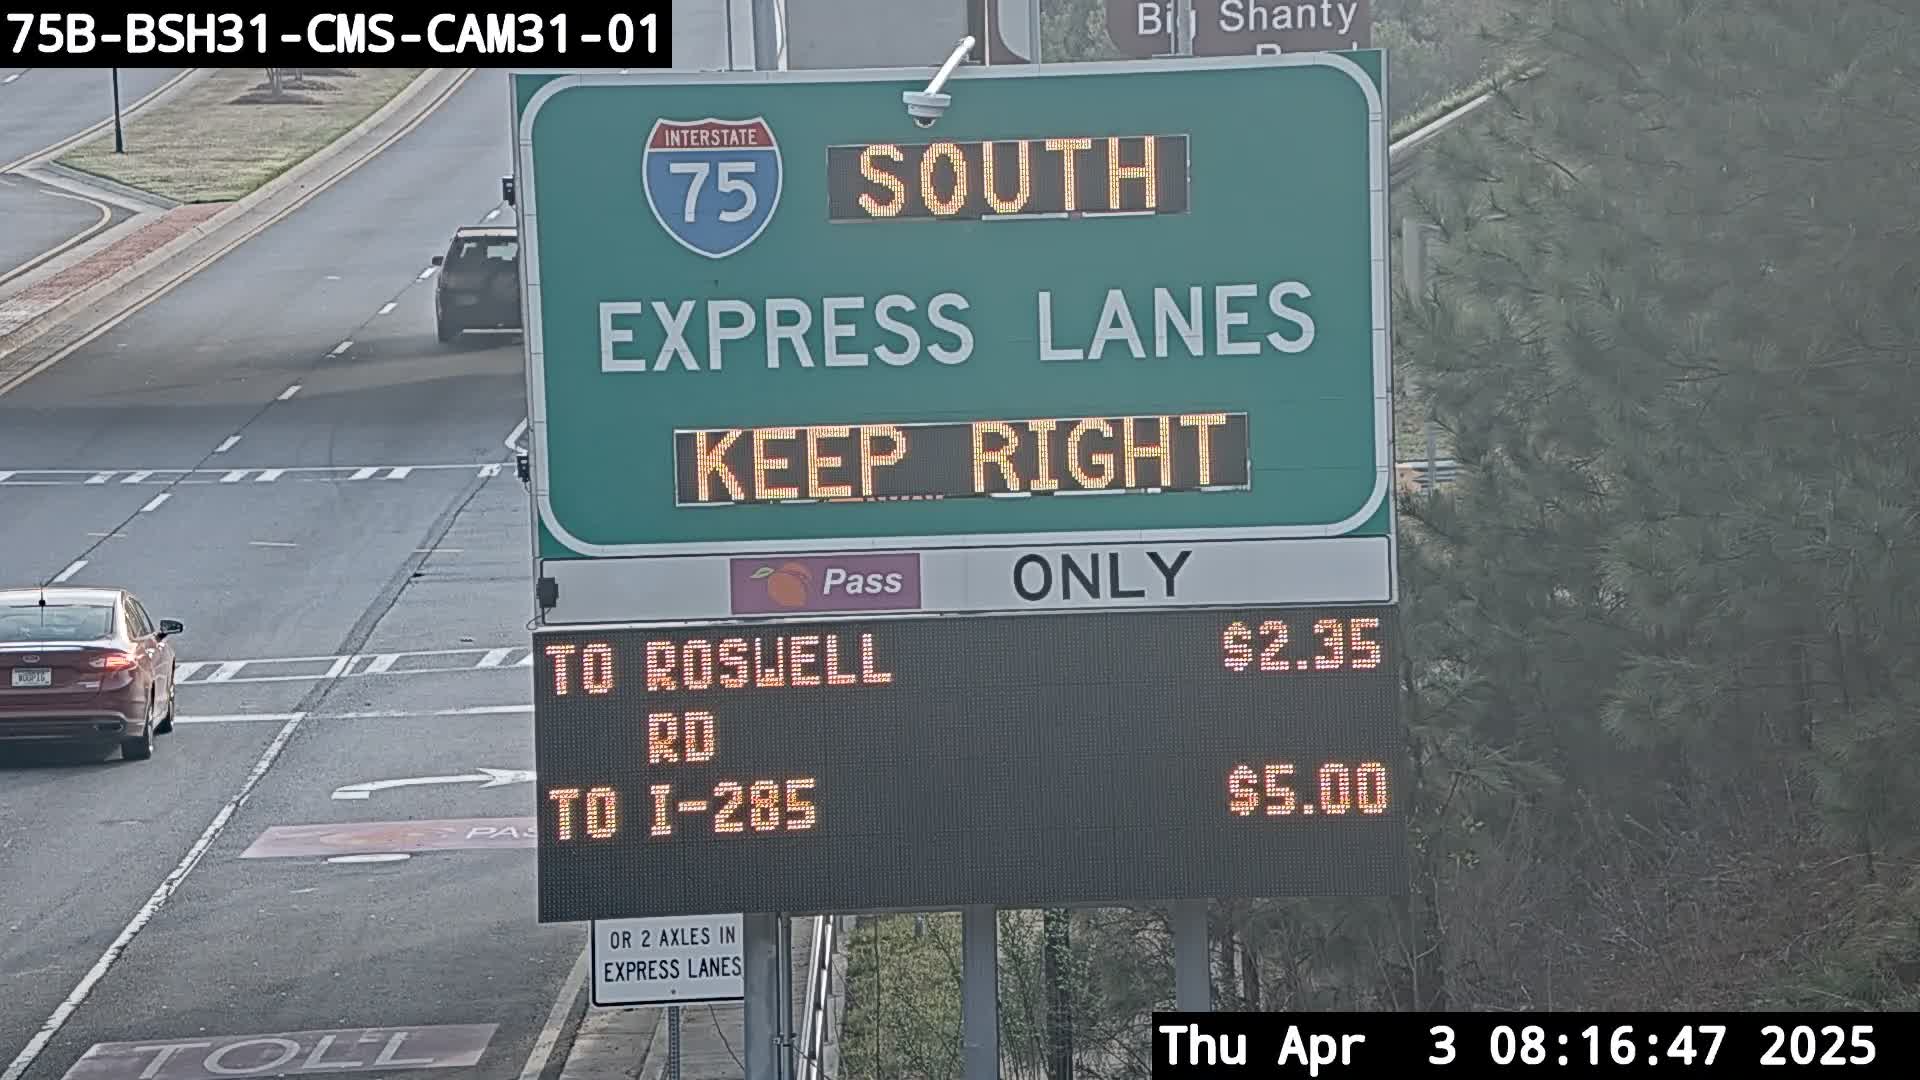 75B-BSH31-CMS-CAM31-01
Big Shanty
Road
INTERSTATE
75
SOUTH
EXPRESS LANES
KEEP RIGHT
Pass ONLY
TO ROSWELL $2.35
RD
TO I-285 $5.00
PAS
OR 2 AXLES IN
EXPRESS LANES
TOLL
Thu Apr 3 08:16:47 2025